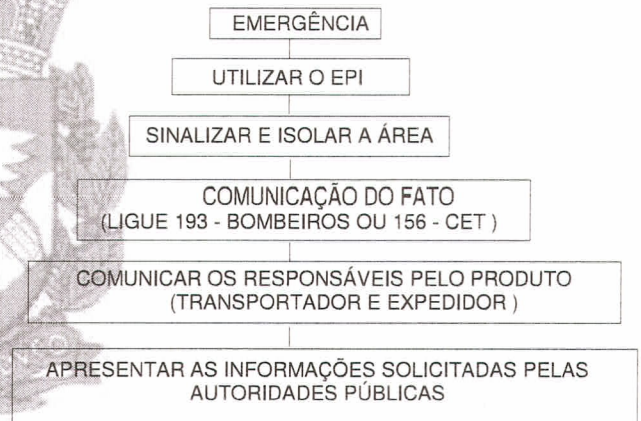 EMERGÊNCIA
UTILIZAR O EPI
SINALIZAR E ISOLAR A ÁREA
COMUNICAÇÃO DO FATO
(LIGUE 193 - BOMBEIROS OU 156 - CET )
COMUNICAR OS RESPONSÁVEIS PELO PRODUTO
(TRANSPORTADOR E EXPEDIDOR )
APRESENTAR AS INFORMAÇÕES SOLICITADAS PELAS
AUTORIDADES PÚBLICAS